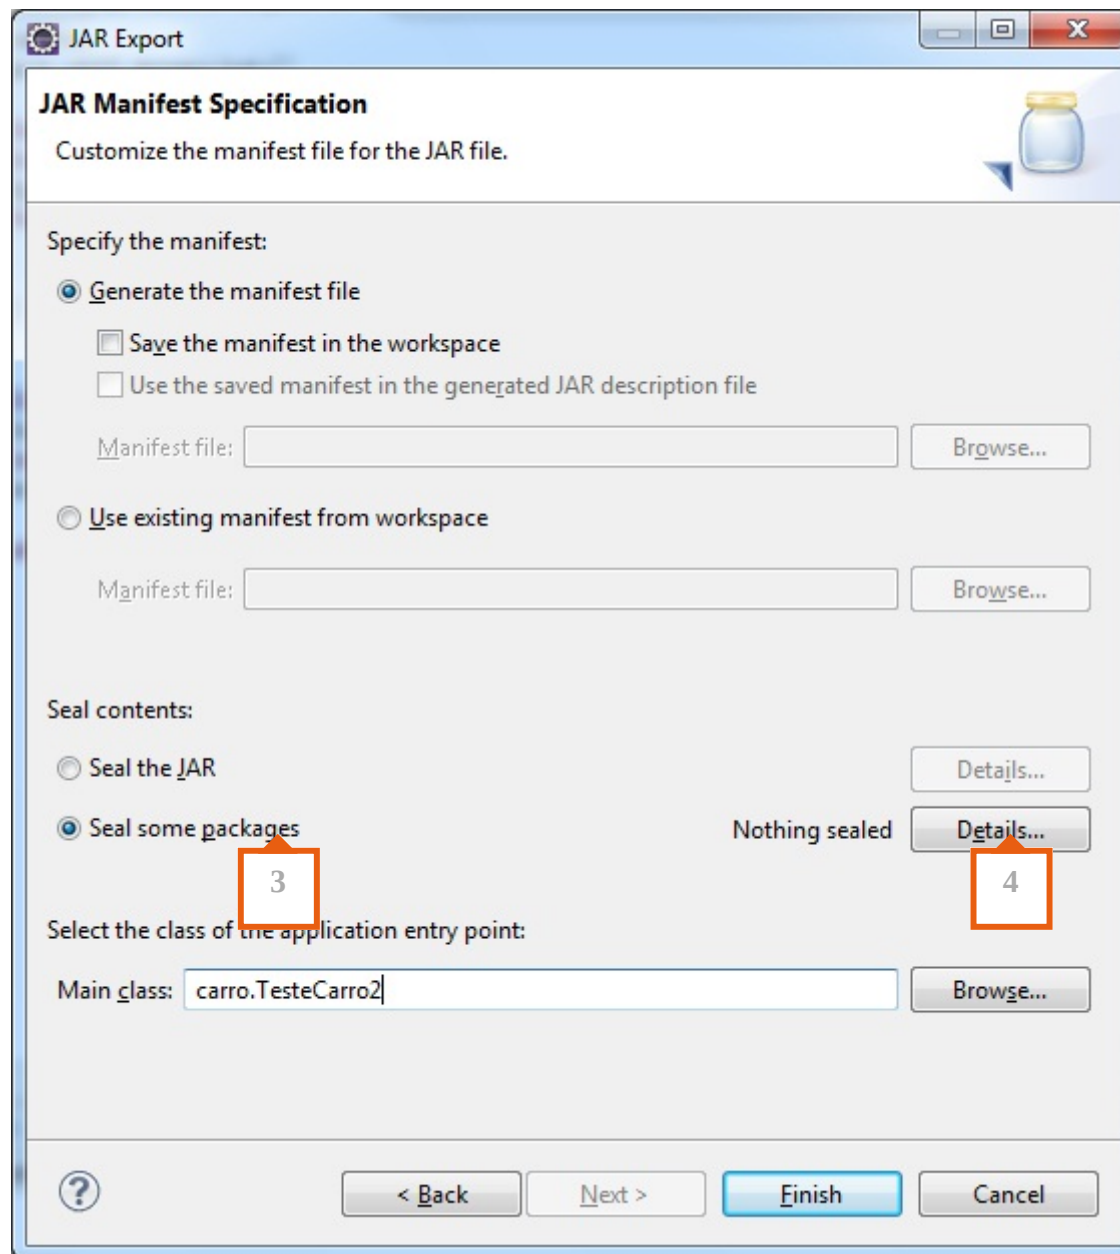 JAR Export
JAR Manifest Specification
Customize the manifest file for the JAR file.
Specify the manifest:
Generate the manifest file
Save the manifest in the workspace
Use the saved manifest in the generated JAR description file
Manifest file: Browse...
Use existing manifest from workspace
Manifest file: Browse...
Seal contents:
Seal the JAR Details...
Seal some packages Nothing sealed Details...
3 4
Select the class of the application entry point:
Main class: carro.TesteCarro2 Browse...
? < Back Next > Finish Cancel